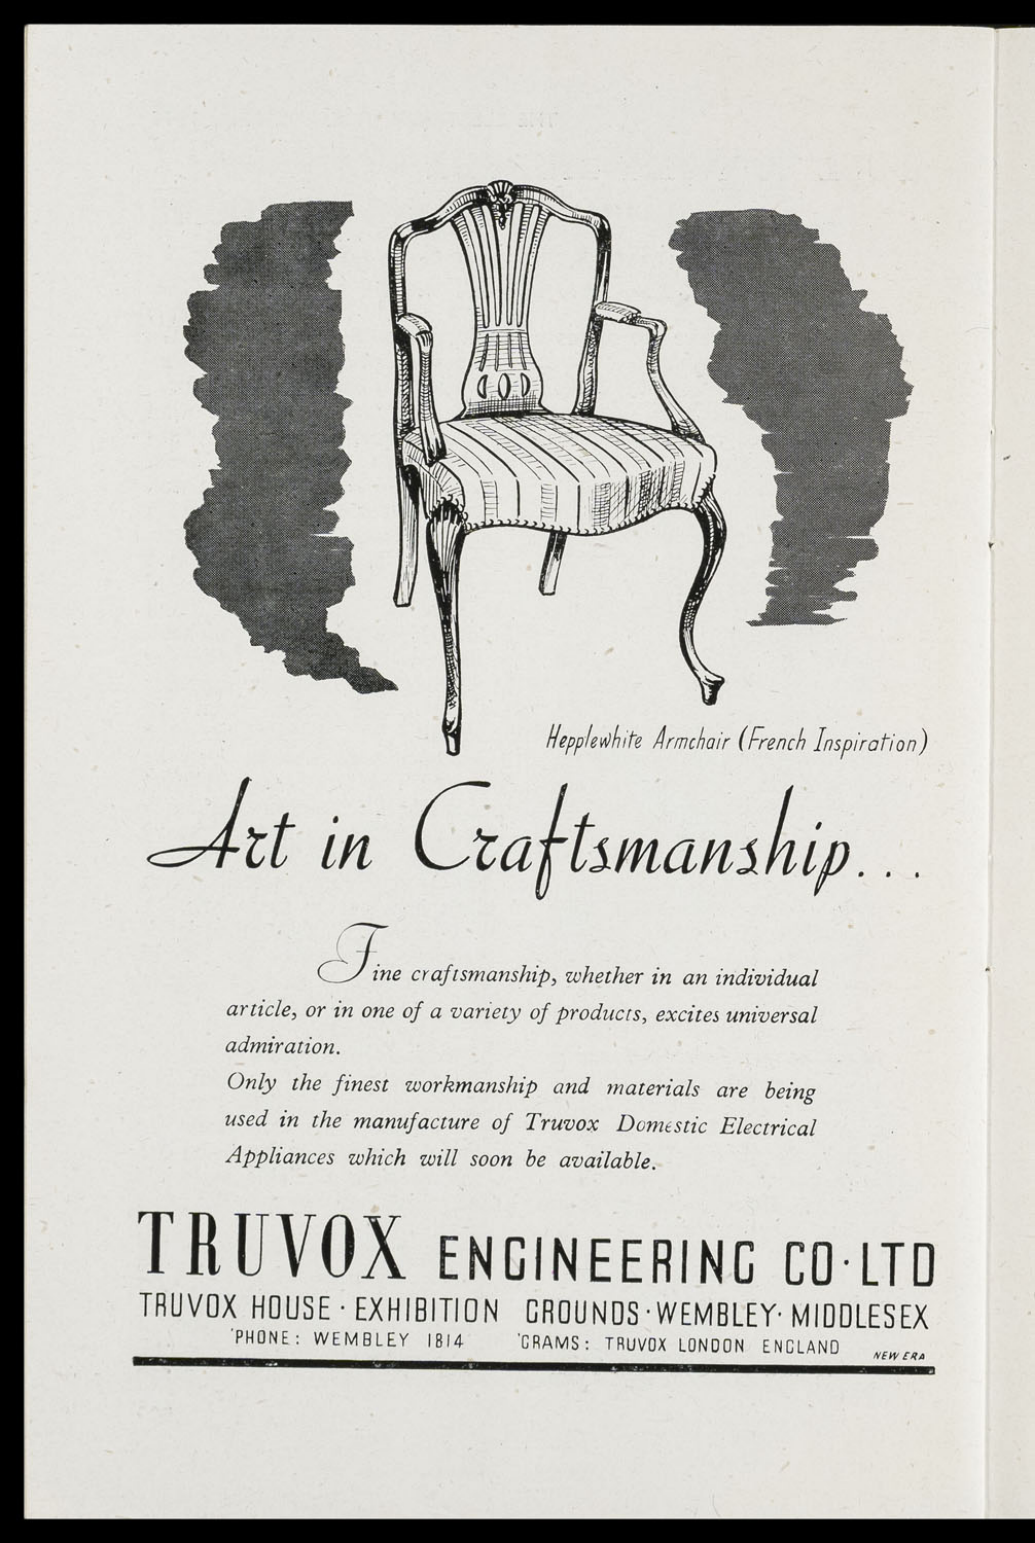 Hepplewhite Armchair (French Inspiration)
Art in Craftsmanship...
Fine craftsmanship, whether in an individual
article, or in one of a variety of products, excites universal
admiration.
Only the finest workmanship and materials are being
used in the manufacture of Truvox Domestic Electrical
Appliances which will soon be available.
TRUVOX ENGINEERING CO·LTD
TRUVOX HOUSE · EXHIBITION GROUNDS · WEMBLEY · MIDDLESEX
'PHONE: WEMBLEY 1814 'GRAMS: TRUVOX LONDON ENGLAND
NEW ERA